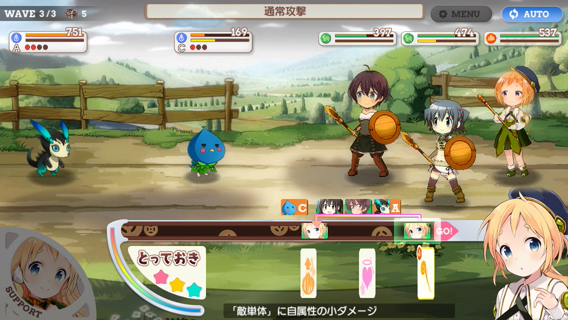 WAVE 3/3 5
通常攻撃
MENU
AUTO
751
A
169
C
397
474
537
C
A
GO!
とっておき
SUPPORT
「敵単体」に自属性の小ダメージ